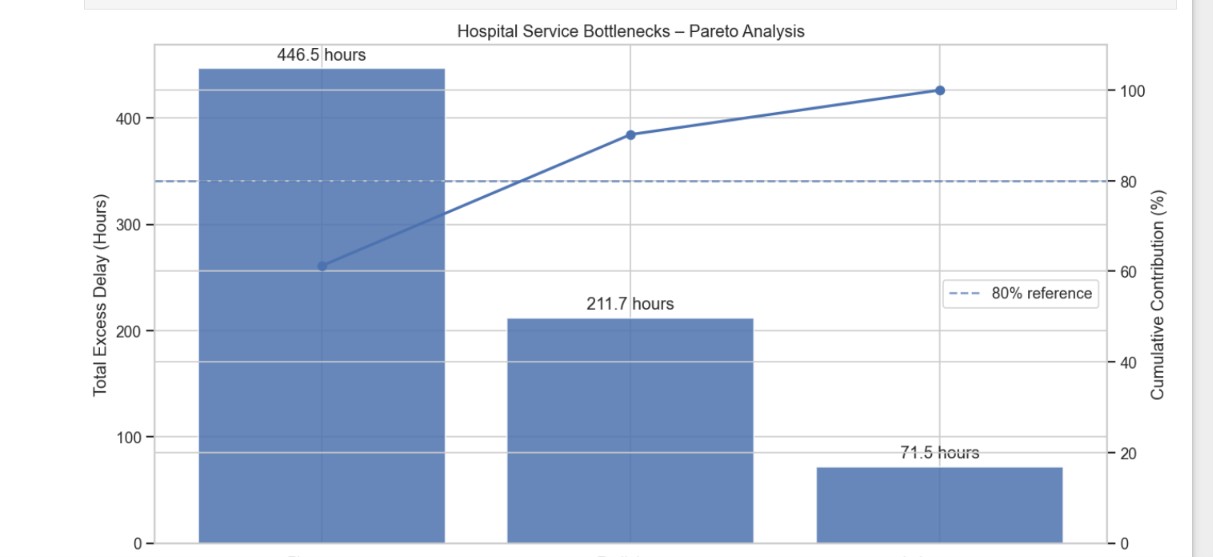 Hospital Service Bottlenecks – Pareto Analysis
446.5 hours
211.7 hours
71.5 hours
Total Excess Delay (Hours)
400
300
200
100
0
Cumulative Contribution (%)
100
80
60
40
20
0
80% reference